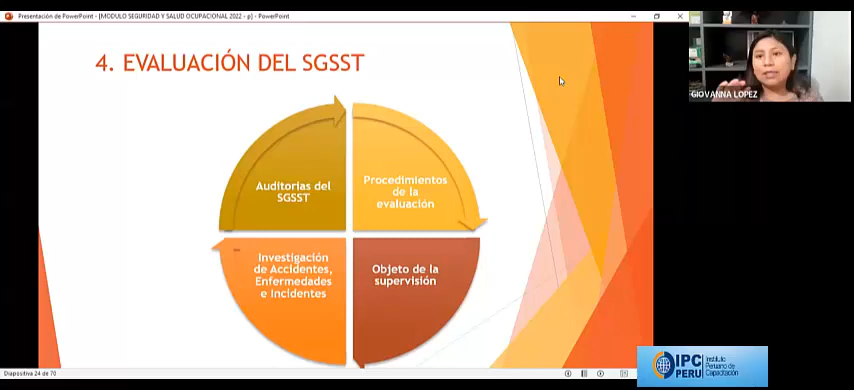 Presentación de PowerPoint - [MODULO SEGURIDAD Y SALUD OCUPACIONAL 2022 - p] - PowerPoint
4. EVALUACIÓN DEL SGSST
GIOVANNA LOPEZ
Auditorias del
SGSST
Procedimientos
de la
evaluación
Investigación
de Accidentes,
Enfermedades
e Incidentes
Objeto de la
supervisión
IPC
PERU
Instituto
Peruano de
Capacitación
Diapositiva 24 de 70